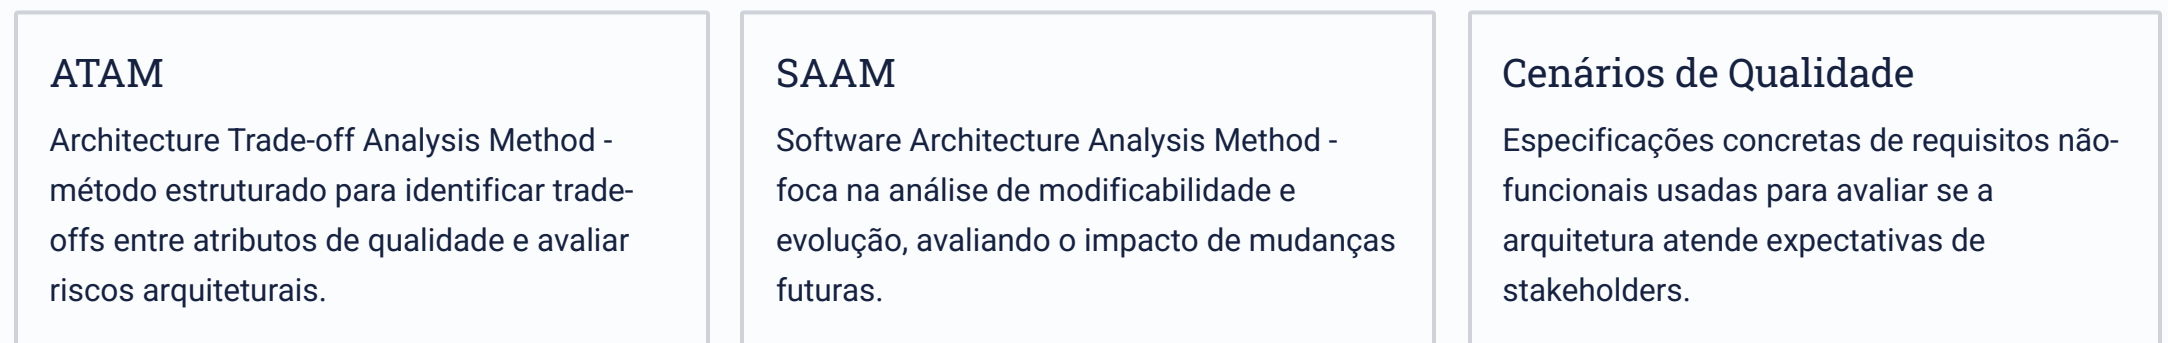 ATAM
Architecture Trade-off Analysis Method -
método estruturado para identificar trade-
offs entre atributos de qualidade e avaliar
riscos arquiteturais.
SAAM
Software Architecture Analysis Method -
foca na análise de modificabilidade e
evolução, avaliando o impacto de mudanças
futuras.
Cenários de Qualidade
Especificações concretas de requisitos não-
funcionais usadas para avaliar se a
arquitetura atende expectativas de
stakeholders.